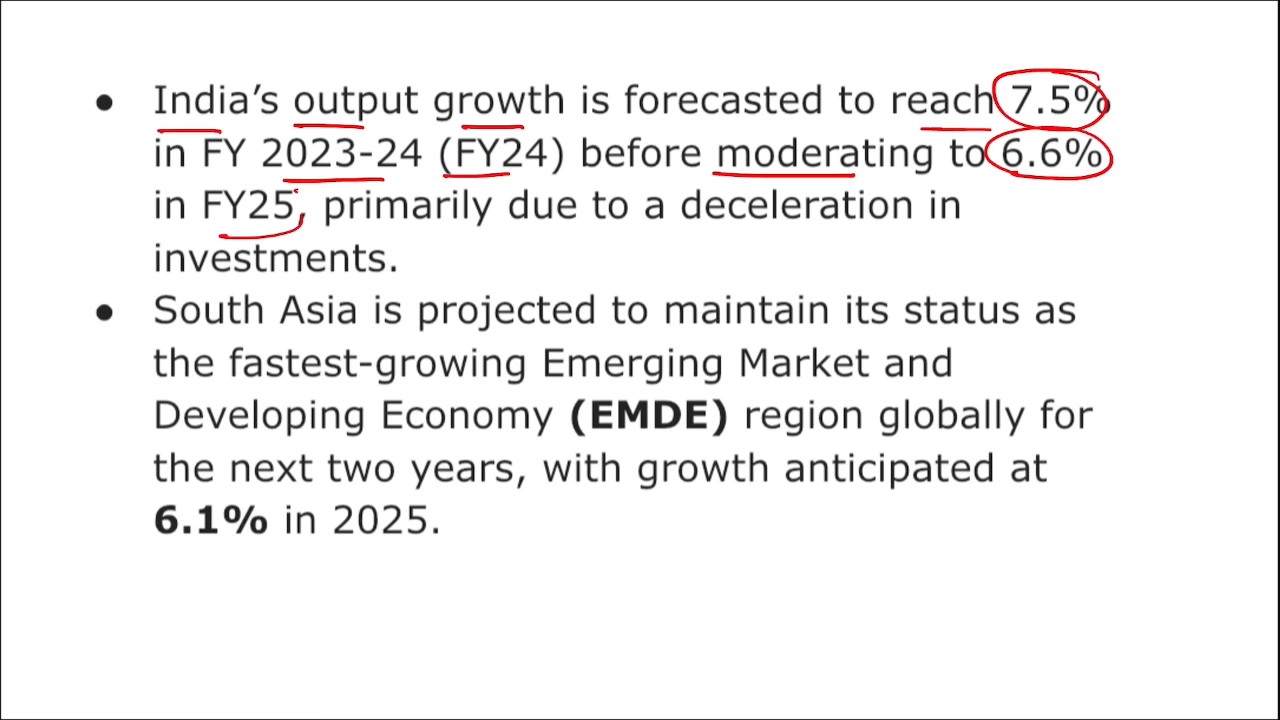 ● India’s output growth is forecasted to reach 7.5%
in FY 2023-24 (FY24) before moderating to 6.6%
in FY25, primarily due to a deceleration in
investments.
● South Asia is projected to maintain its status as
the fastest-growing Emerging Market and
Developing Economy (EMDE) region globally for
the next two years, with growth anticipated at
6.1% in 2025.